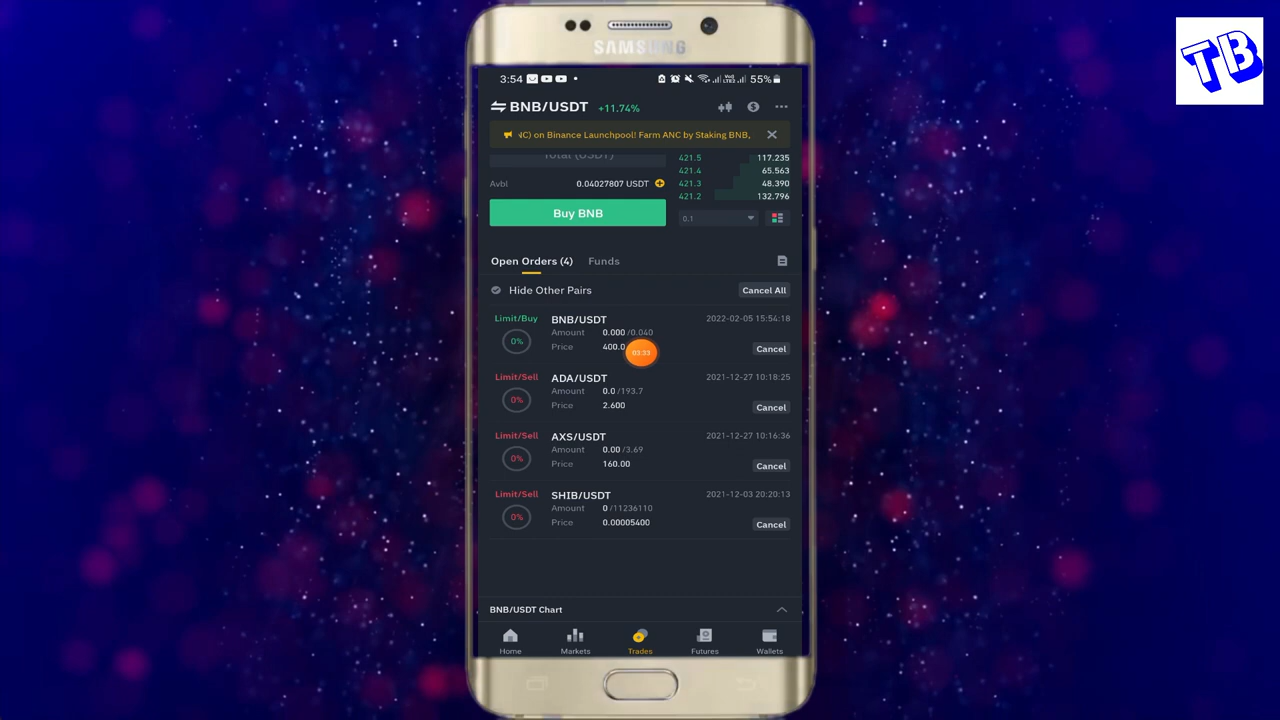 SAMSUNG
TB
3:54
55%
BNB/USDT +11.74%
NC) on Binance Launchpool! Farm ANC by Staking BNB,
Total (USDT)
421.5 117.235
421.4 65.563
421.3 48.390
421.2 132.796
Avbl 0.04027807 USDT
Buy BNB
0.1
Open Orders (4) Funds
Hide Other Pairs Cancel All
Limit/Buy BNB/USDT 2022-02-05 15:54:18
0% Amount 0.000 /0.040
Price 400.0 Cancel
03:33
Limit/Sell ADA/USDT 2021-12-27 10:18:25
0% Amount 0.0 /193.7
Price 2.600 Cancel
Limit/Sell AXS/USDT 2021-12-27 10:16:36
0% Amount 0.00 /3.69
Price 160.00 Cancel
Limit/Sell SHIB/USDT 2021-12-03 20:20:13
0% Amount 0 /11236110
Price 0.00005400 Cancel
BNB/USDT Chart
Home Markets Trades Futures Wallets